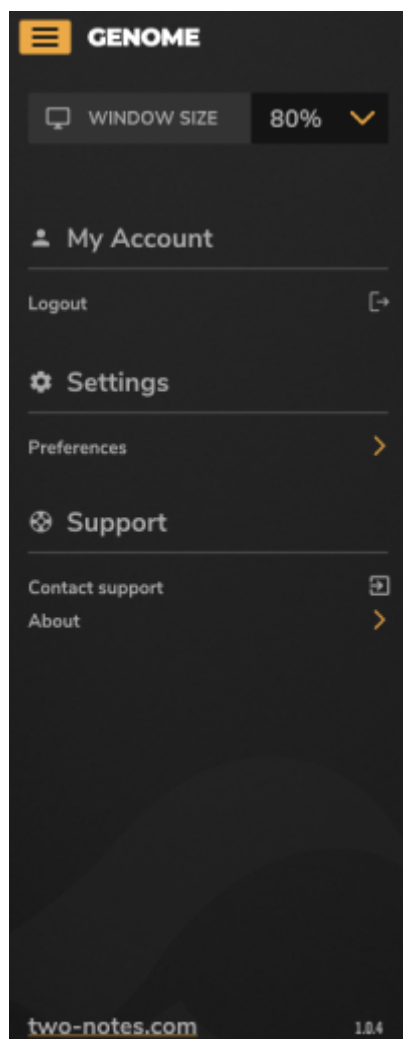 GENOME
WINDOW SIZE 80%
My Account
Logout
Settings
Preferences
Support
Contact support
About
two-notes.com 1.0.4